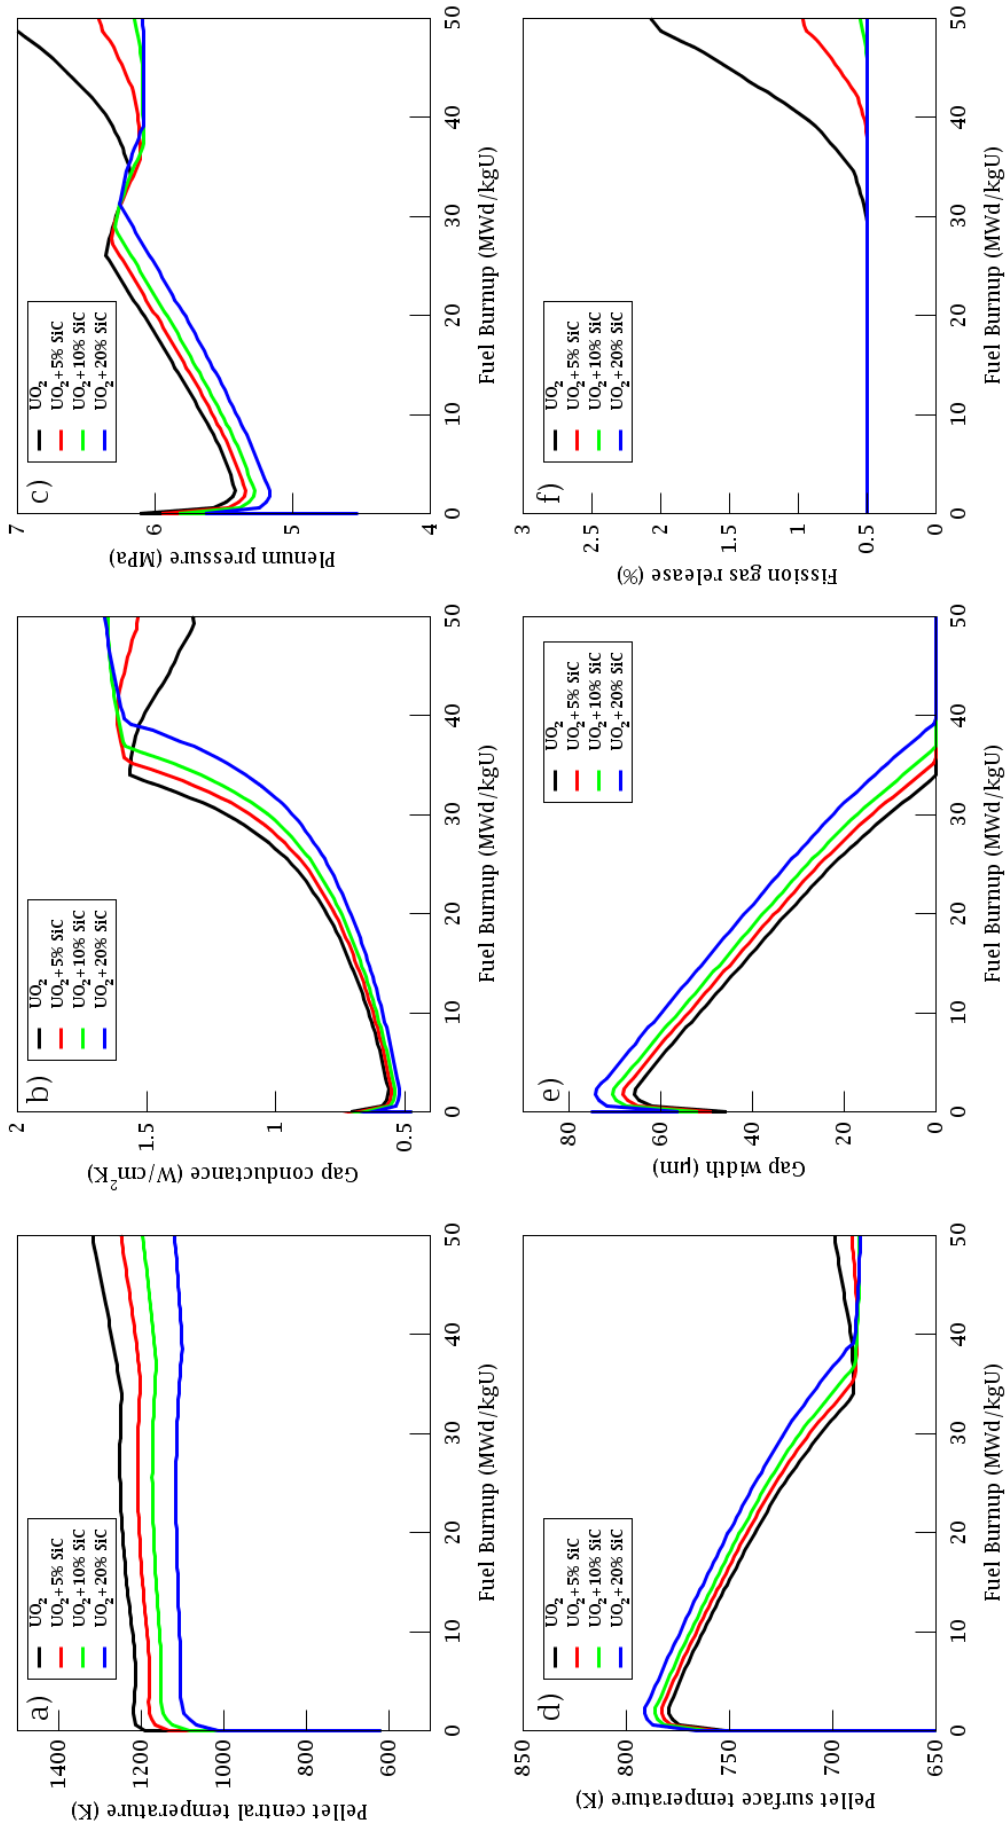 a)
UO2
UO2+5% SiC
UO2+10% SiC
UO2+20% SiC
Pellet central temperature (K)
1400
1200
1000
800
600
0 10 20 30 40 50
Fuel Burnup (MWd/kgU)
b)
UO2
UO2+5% SiC
UO2+10% SiC
UO2+20% SiC
Gap conductance (W/cm²K)
2
1.5
1
0.5
0 10 20 30 40 50
Fuel Burnup (MWd/kgU)
c)
UO2
UO2+5% SiC
UO2+10% SiC
UO2+20% SiC
Plenum pressure (MPa)
7
6
5
4
0 10 20 30 40 50
Fuel Burnup (MWd/kgU)
d)
UO2
UO2+5% SiC
UO2+10% SiC
UO2+20% SiC
Pellet surface temperature (K)
850
800
750
700
650
0 10 20 30 40 50
Fuel Burnup (MWd/kgU)
e)
UO2
UO2+5% SiC
UO2+10% SiC
UO2+20% SiC
Gap width (µm)
80
60
40
20
0
0 10 20 30 40 50
Fuel Burnup (MWd/kgU)
f)
UO2
UO2+5% SiC
UO2+10% SiC
UO2+20% SiC
Fission gas release (%)
3
2.5
2
1.5
1
0.5
0
0 10 20 30 40 50
Fuel Burnup (MWd/kgU)